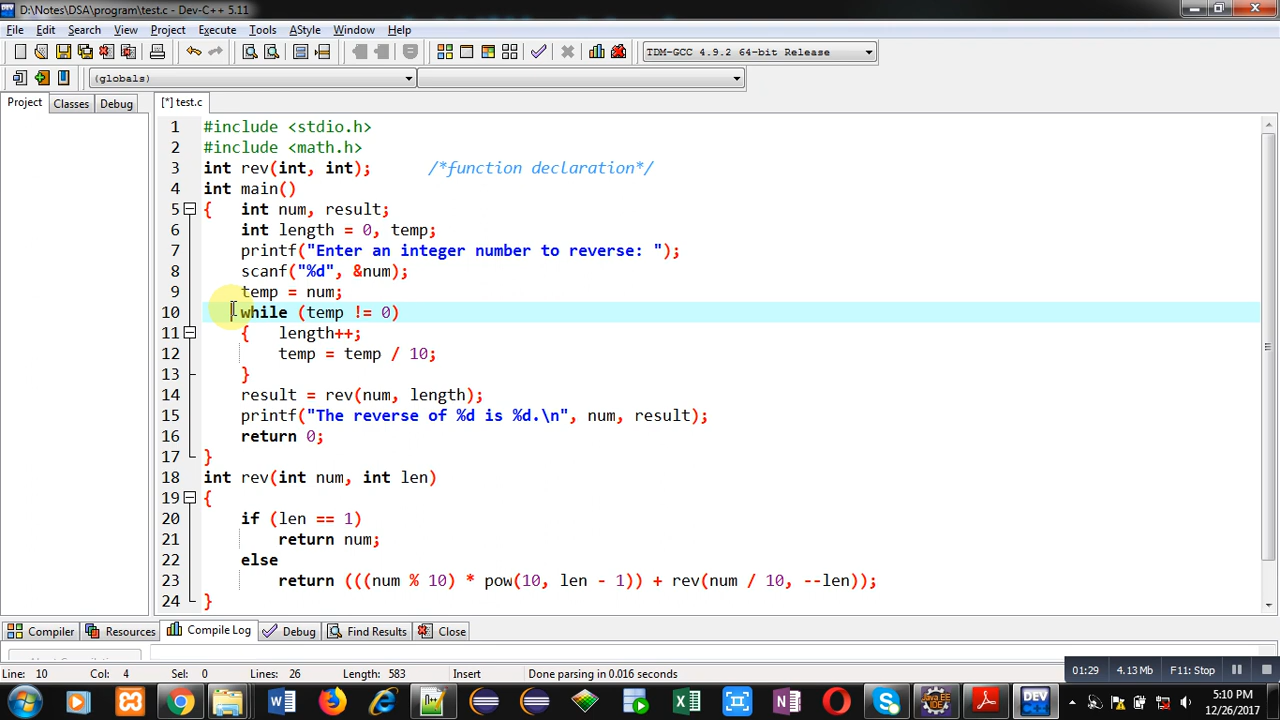 D:\Notes\DSA\program\test.c - Dev-C++ 5.11
File Edit Search View Project Execute Tools AStyle Window Help
TDM-GCC 4.9.2 64-bit Release
(globals)
Project Classes Debug [*] test.c
1 #include <stdio.h>
2 #include <math.h>
3 int rev(int, int); /*function declaration*/
4 int main()
5 { int num, result;
6 int length = 0, temp;
7 printf("Enter an integer number to reverse: ");
8 scanf("%d", &num);
9 temp = num;
10 while (temp != 0)
11 { length++;
12 temp = temp / 10;
13 }
14 result = rev(num, length);
15 printf("The reverse of %d is %d.\n", num, result);
16 return 0;
17 }
18 int rev(int num, int len)
19 {
20 if (len == 1)
21 return num;
22 else
23 return (((num % 10) * pow(10, len - 1)) + rev(num / 10, --len));
24 }
Compiler Resources Compile Log Debug Find Results Close
Line: 10 Col: 4 Sel: 0 Lines: 26 Length: 583 Insert Done parsing in 0.016 seconds
01:29 4.13 Mb F11: Stop
5:10 PM
12/26/2017